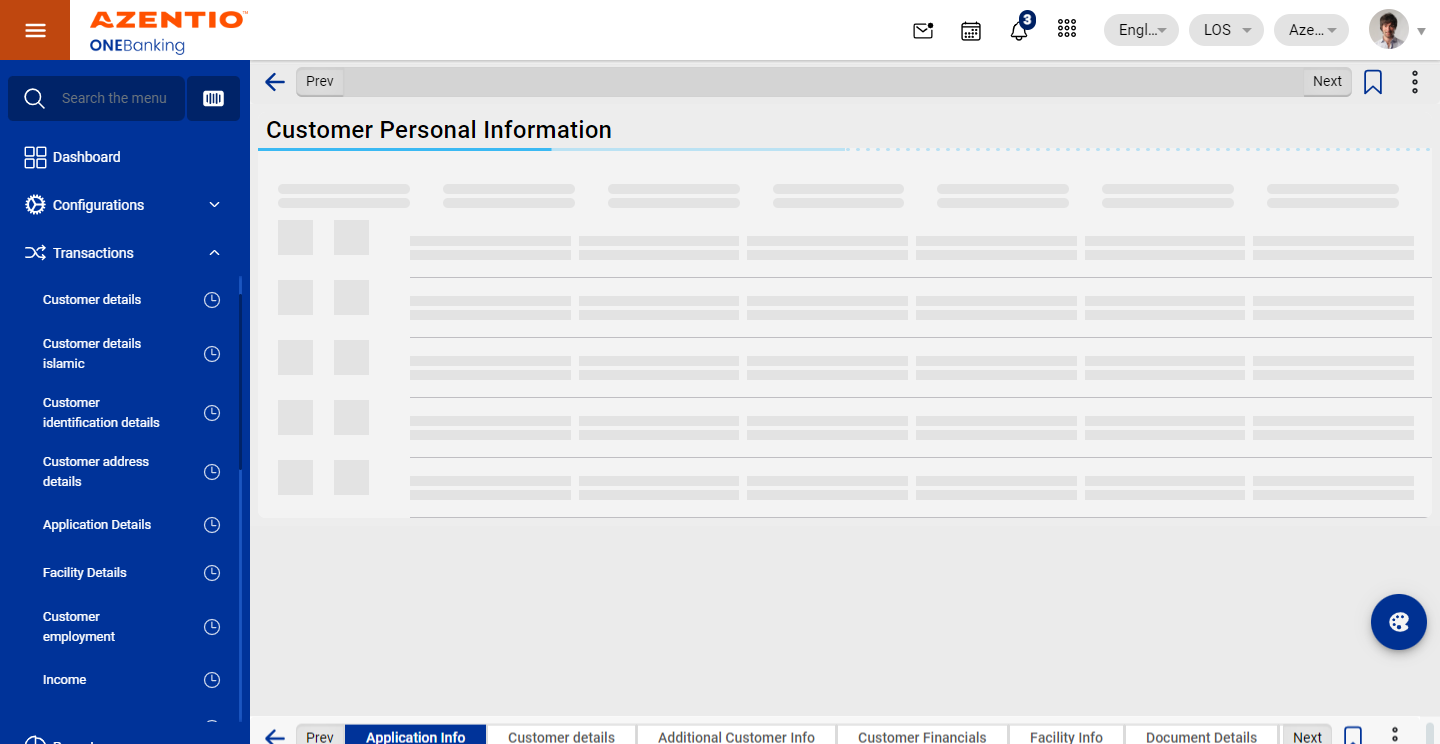 AZENTIO™
ONEBanking
3
Engl...
LOS
Aze...
Search the menu
Dashboard
Configurations
Transactions
Customer details
Customer details
islamic
Customer
identification details
Customer address
details
Application Details
Facility Details
Customer
employment
Income
Prev
Next
Customer Personal Information
Prev
Application Info
Customer details
Additional Customer Info
Customer Financials
Facility Info
Document Details
Next